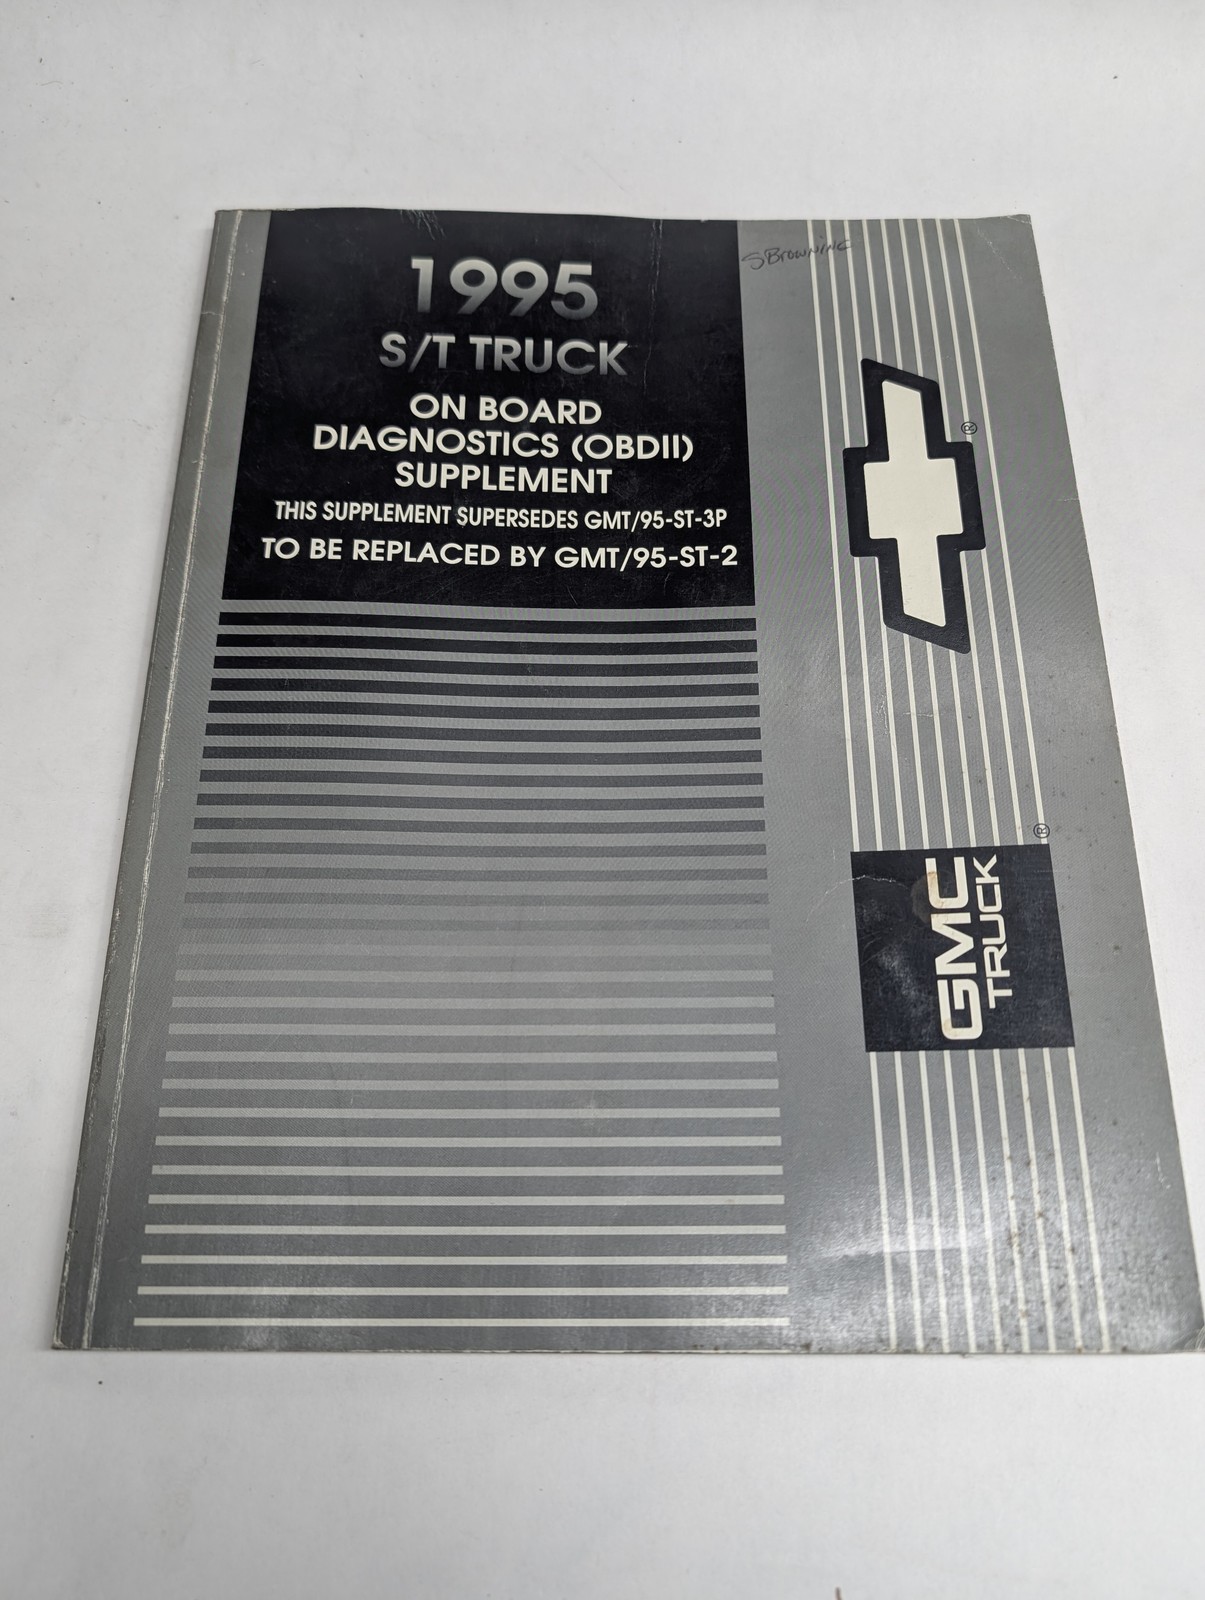 1995
S/T TRUCK
ON BOARD
DIAGNOSTICS (OBDII)
SUPPLEMENT
THIS SUPPLEMENT SUPERSEDES GMT/95-ST-3P
TO BE REPLACED BY GMT/95-ST-2
SBrowning
®
®
GMC
TRUCK